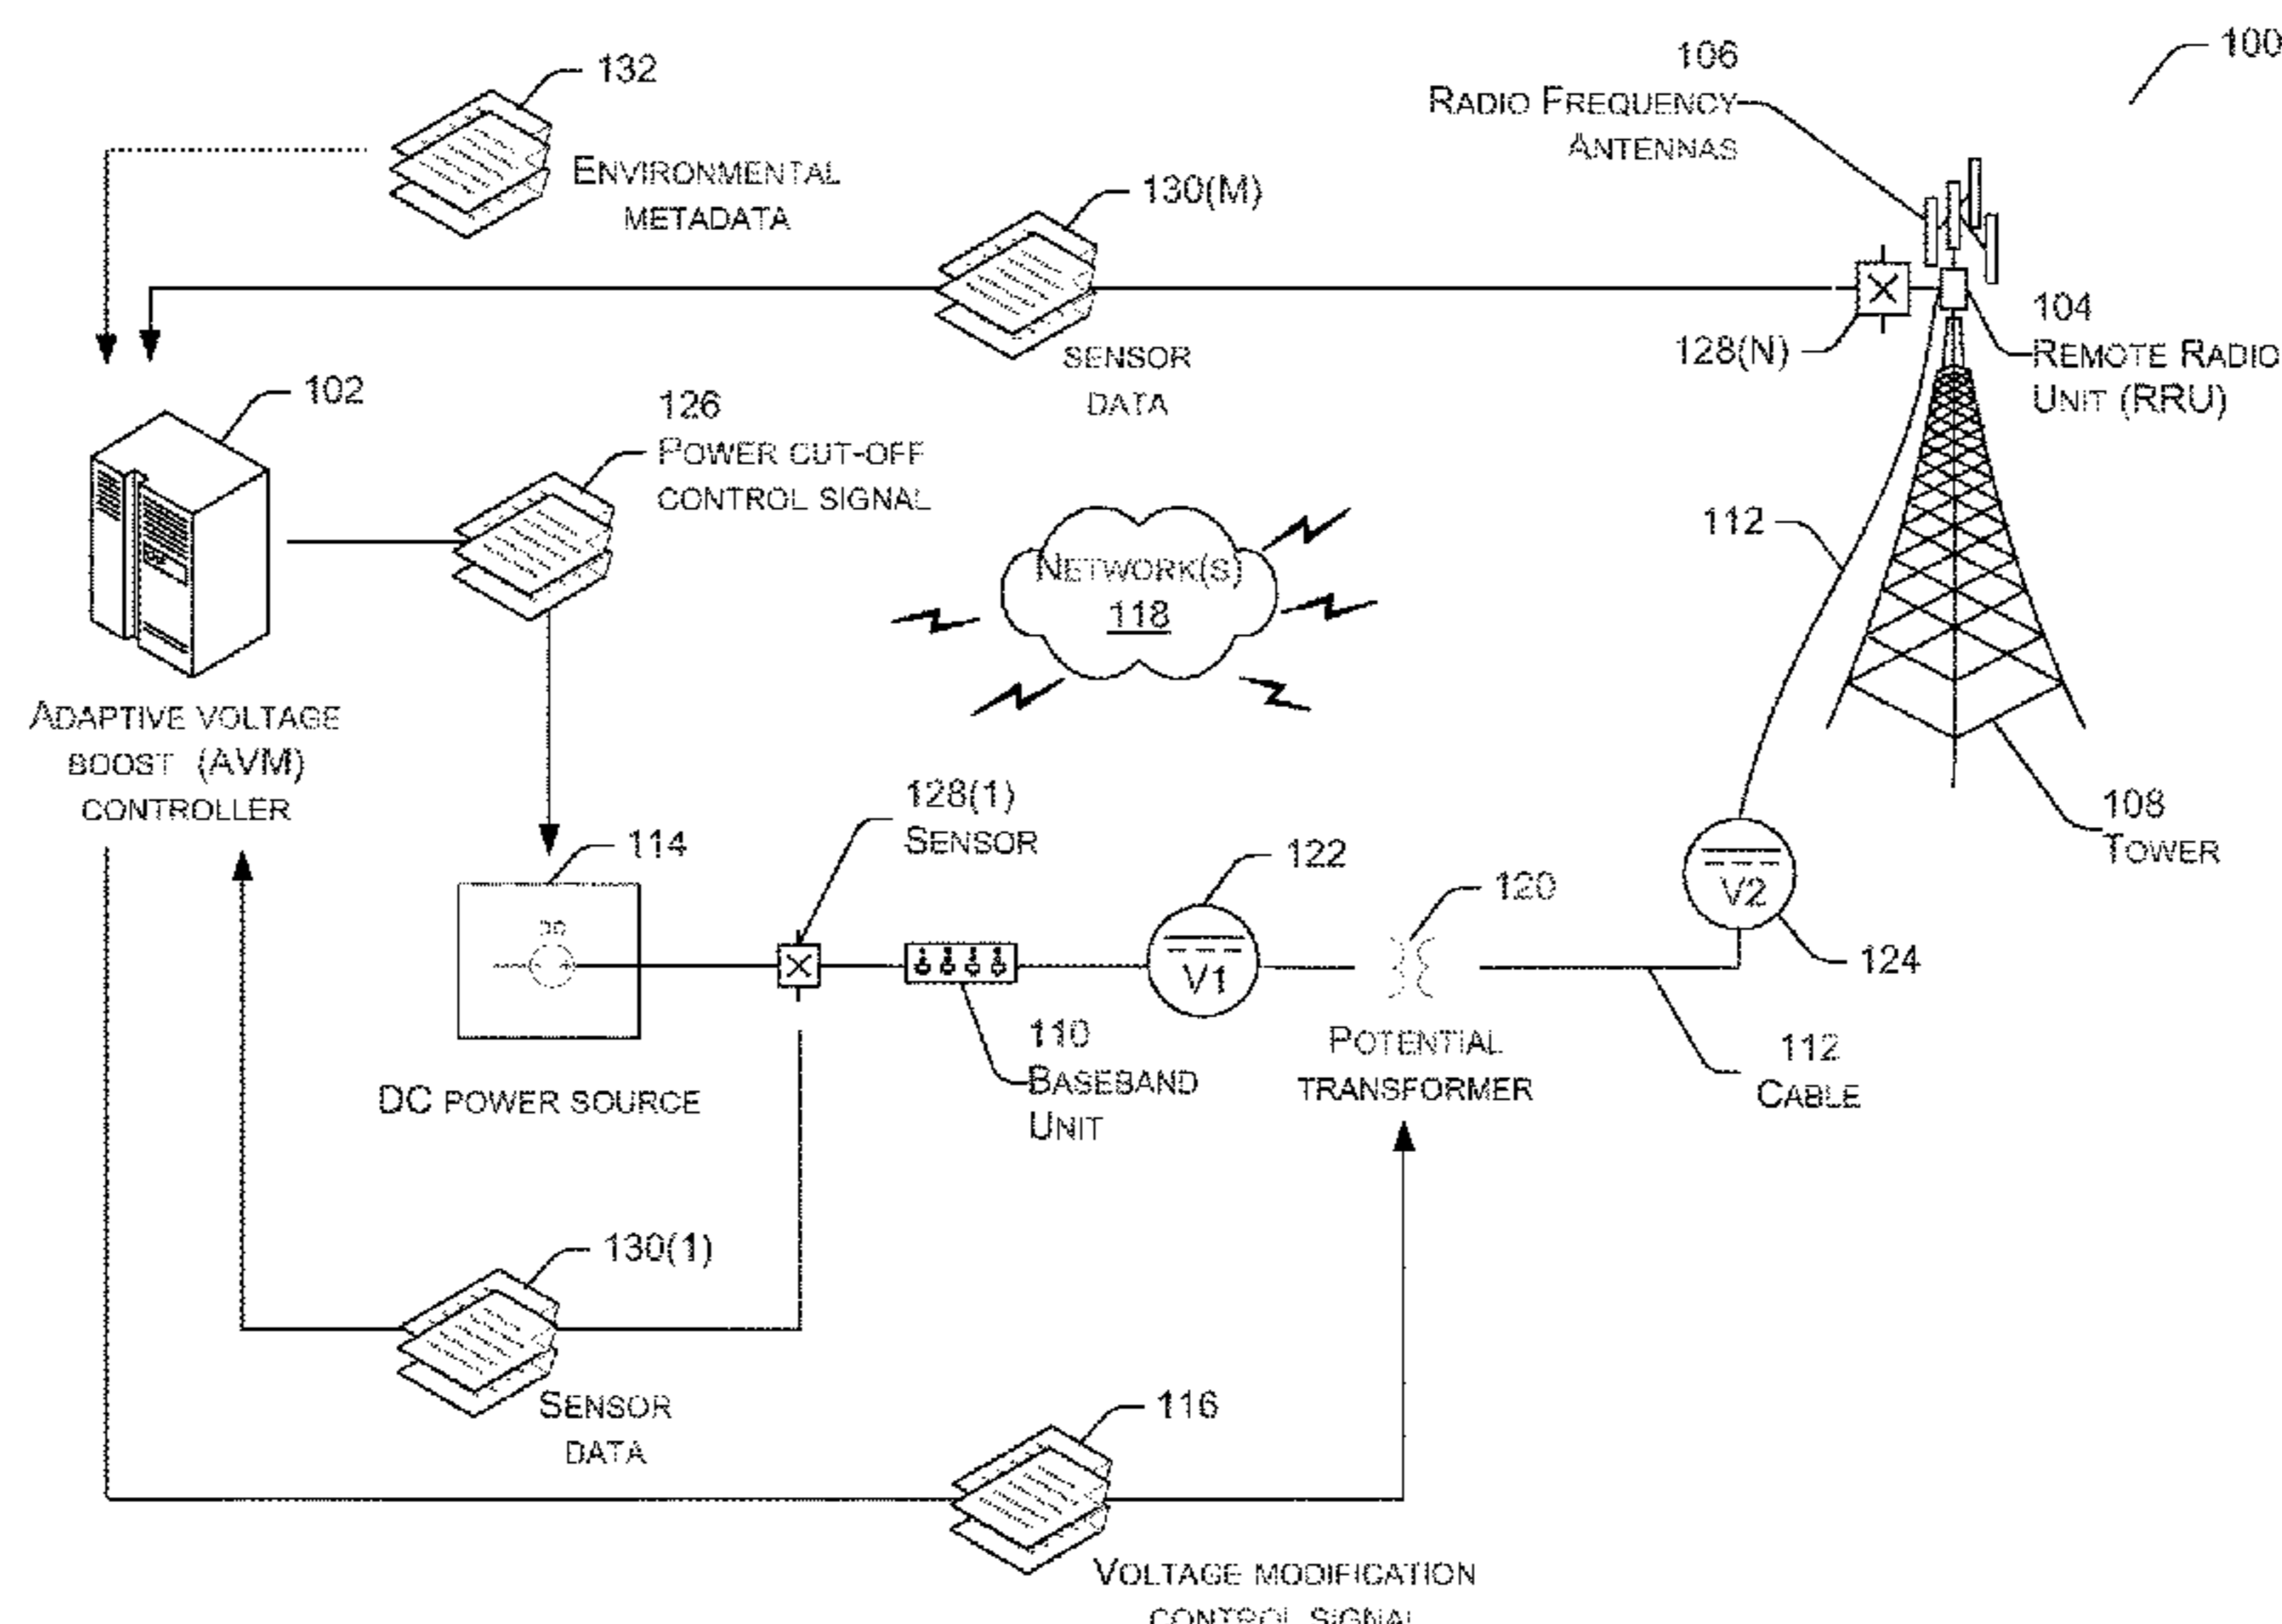 100
106
RADIO FREQUENCY
ANTENNAS
132
ENVIRONMENTAL
METADATA
130(M)
SENSOR
DATA
128(N)
104
REMOTE RADIO
UNIT (RRU)
102
126
POWER CUT-OFF
CONTROL SIGNAL
NETWORK(S)
118
112
ADAPTIVE VOLTAGE
BOOST (AVM)
CONTROLLER
108
TOWER
128(1)
SENSOR
114
122
120
V2
124
DC
V1
DC POWER SOURCE
110
BASEBAND
UNIT
POTENTIAL
TRANSFORMER
112
CABLE
130(1)
SENSOR
DATA
116
VOLTAGE MODIFICATION
CONTROL SIGNAL